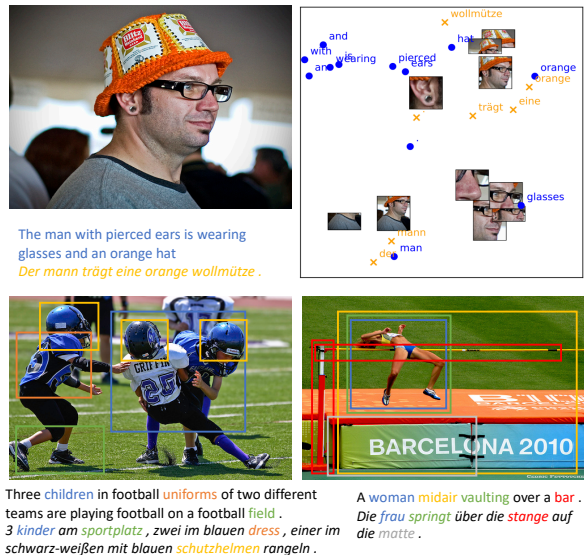 Blitz
wollmütze
and
with
is
wearing
an
pierced
ears
hat
orange
orange
eine
trägt
.
glasses
mann
der
man
The man with pierced ears is wearing
glasses and an orange hat
Der mann trägt eine orange wollmütze .
GRIFFIN
20
BARCELONA 2010
Three children in football uniforms of two different
teams are playing football on a football field .
3 kinder am sportplatz , zwei im blauen dress , einer im
schwarz-weißen mit blauen schutzhelmen rangeln .
A woman midair vaulting over a bar .
Die frau springt über die stange auf
die matte .